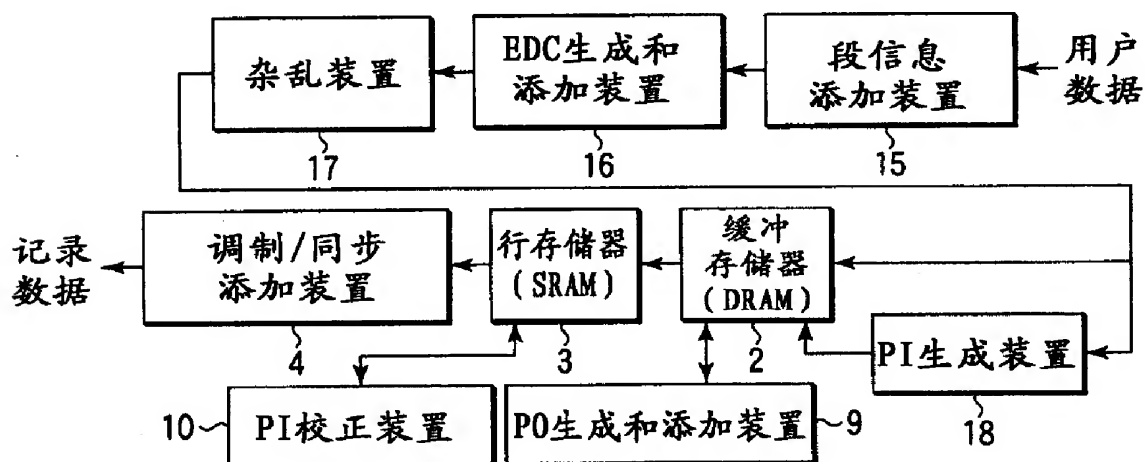 杂乱装置
EDC生成和
添加装置
段信息
添加装置
用户
数据
17
16
15
记录
数据
调制/同步
添加装置
行存储器
(SRAM)
缓冲
存储器
(DRAM)
PI生成装置
4
3
2
18
10
PI校正装置
PO生成和添加装置
9